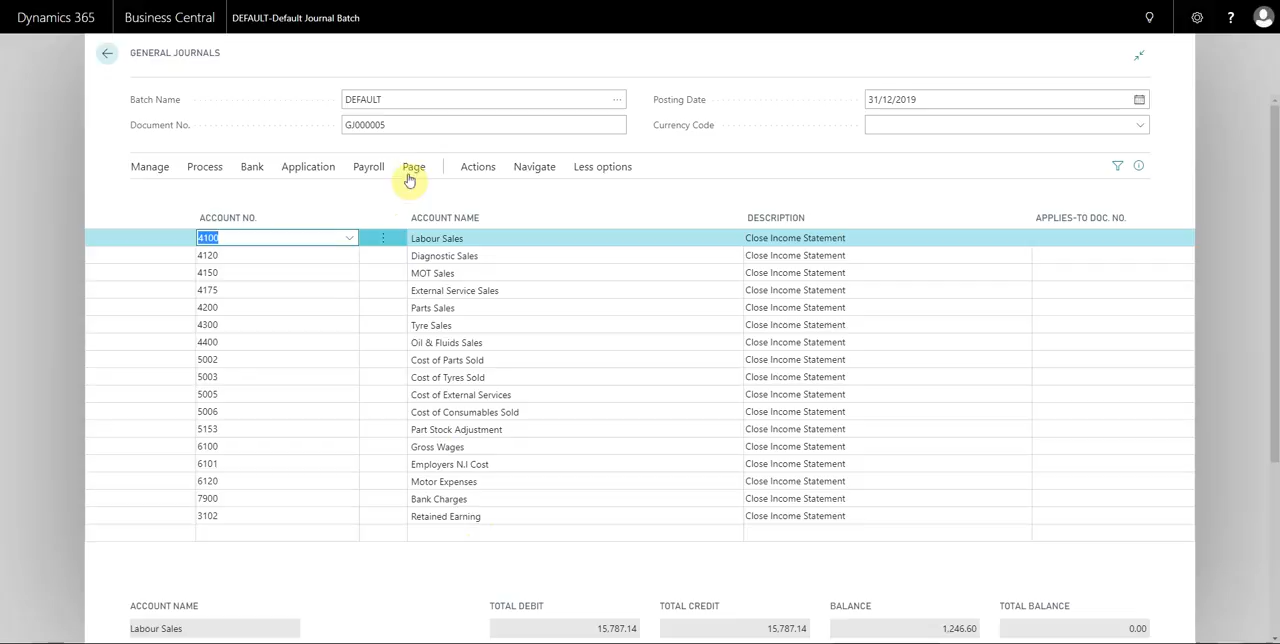 Dynamics 365 Business Central DEFAULT-Default Journal Batch ?
GENERAL JOURNALS
Batch Name DEFAULT ... Posting Date 31/12/2019
Document No. GJ000005 Currency Code
Manage Process Bank Application Payroll Page Actions Navigate Less options
ACCOUNT NO. ACCOUNT NAME DESCRIPTION APPLIES-TO DOC. NO.
4100 Labour Sales Close Income Statement
4120 Diagnostic Sales Close Income Statement
4150 MOT Sales Close Income Statement
4175 External Service Sales Close Income Statement
4200 Parts Sales Close Income Statement
4300 Tyre Sales Close Income Statement
4400 Oil & Fluids Sales Close Income Statement
5002 Cost of Parts Sold Close Income Statement
5003 Cost of Tyres Sold Close Income Statement
5005 Cost of External Services Close Income Statement
5006 Cost of Consumables Sold Close Income Statement
5153 Part Stock Adjustment Close Income Statement
6100 Gross Wages Close Income Statement
6101 Employers N.I Cost Close Income Statement
6120 Motor Expenses Close Income Statement
7900 Bank Charges Close Income Statement
3102 Retained Earning Close Income Statement
ACCOUNT NAME TOTAL DEBIT TOTAL CREDIT BALANCE TOTAL BALANCE
Labour Sales 15,787.14 15,787.14 1,246.60 0.00